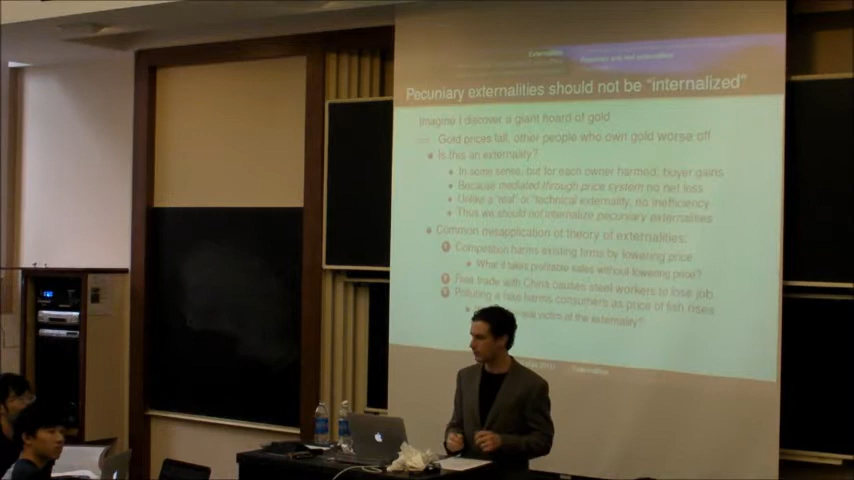 Externalities
Pecuniary and real externalities
Pecuniary externalities should not be "internalized"
Imagine I discover a giant hoard of gold
Gold prices fall, other people who own gold worse off
Is this an externality?
In some sense, but for each owner harmed, buyer gains
Because mediated through price system no net loss
Unlike a "real" or "technical externality, no inefficiency
Thus we should not internalize pecuniary externalities
Common misapplication of theory of externalities:
1 Competition harms existing firms by lowering price
What if takes profitable sales without lowering price?
2 Free trade with China causes steel workers to lose job
3 Polluting a lake harms consumers as price of fish rises
victim of the externality?
Externalities